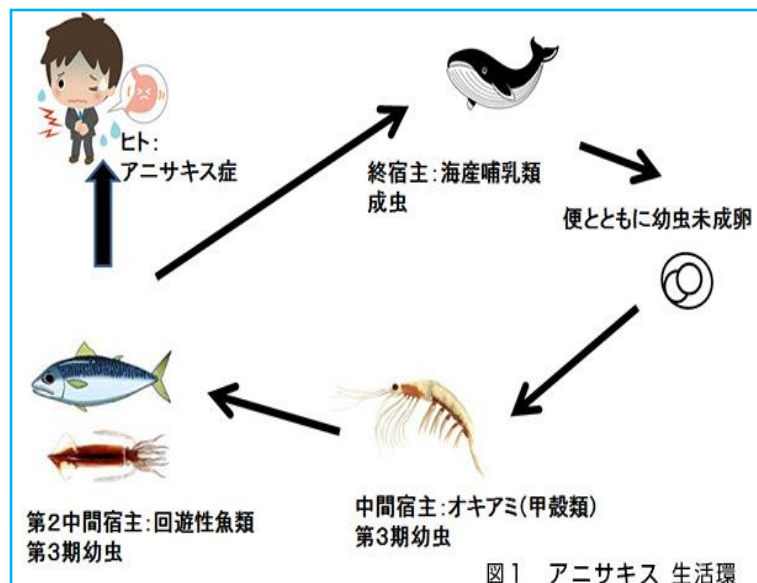 ヒト:
アニサキス症
終宿主:海産哺乳類
成虫
便とともに幼虫未成卵
第2中間宿主:回遊性魚類
第3期幼虫
中間宿主:オキアミ(甲殻類)
第3期幼虫
図1 アニサキス 生活環